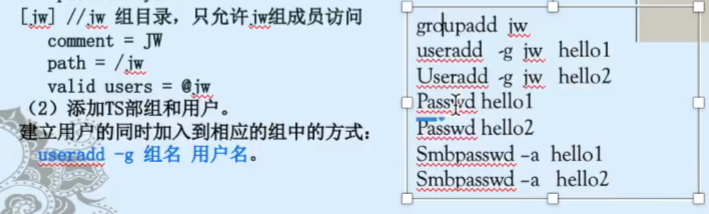 [jw] //jw 组目录，只允许jw组成员访问
comment = JW
path = /jw
valid users = @jw
（2）添加TS部组和用户。
建立用户的同时加入到相应的组中的方式：
useradd -g 组名 用户名。
groupadd jw
useradd -g jw hello1
Useradd -g jw hello2
Passwd hello1
Passwd hello2
Smbpasswd –a hello1
Smbpasswd –a hello2